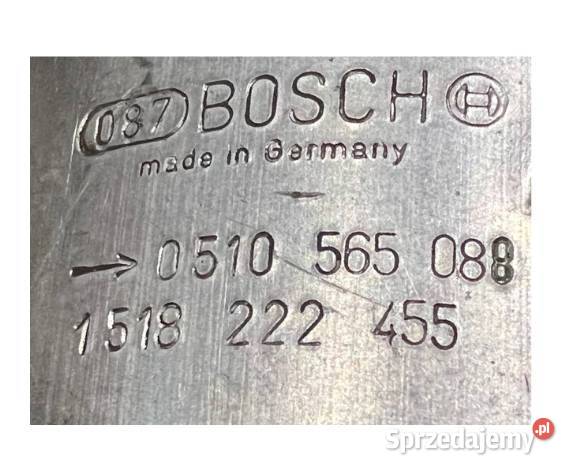 087 BOSCH
made in Germany
→ 0510 565 088
1518 222 455
Sprzedajemy.pl